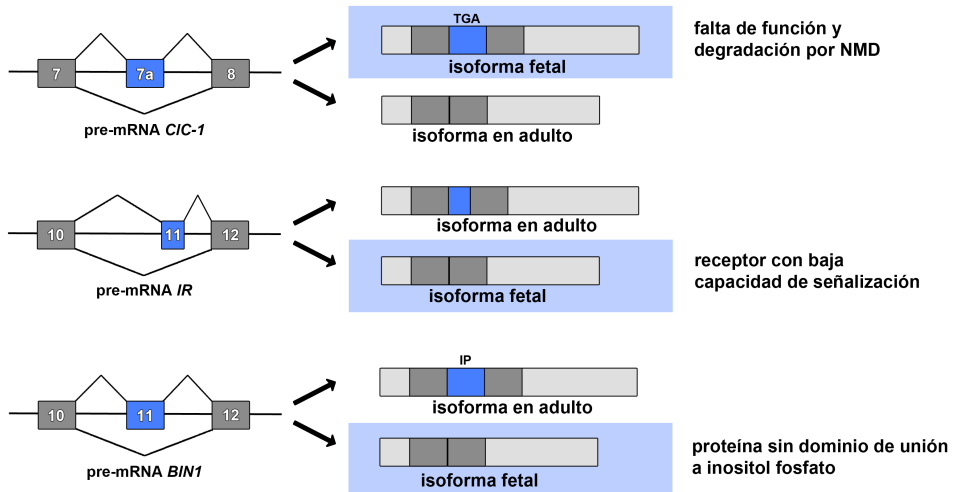 TGA
7
7a
8
pre-mRNA ClC-1
isoforma fetal
isoforma en adulto
falta de función y
degradación por NMD
10
11
12
pre-mRNA IR
isoforma en adulto
isoforma fetal
receptor con baja
capacidad de señalización
IP
10
11
12
pre-mRNA BIN1
isoforma en adulto
isoforma fetal
proteína sin dominio de unión
a inositol fosfato